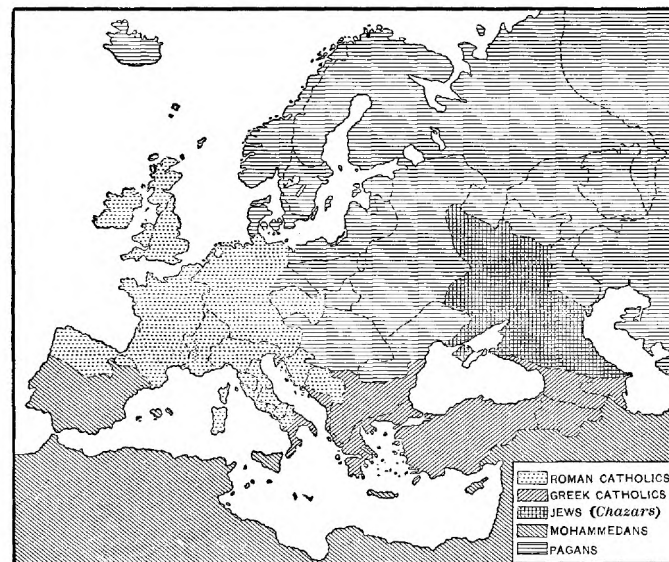 ROMAN CATHOLICS
GREEK CATHOLICS
JEWS (Chazars)
MOHAMMEDANS
PAGANS